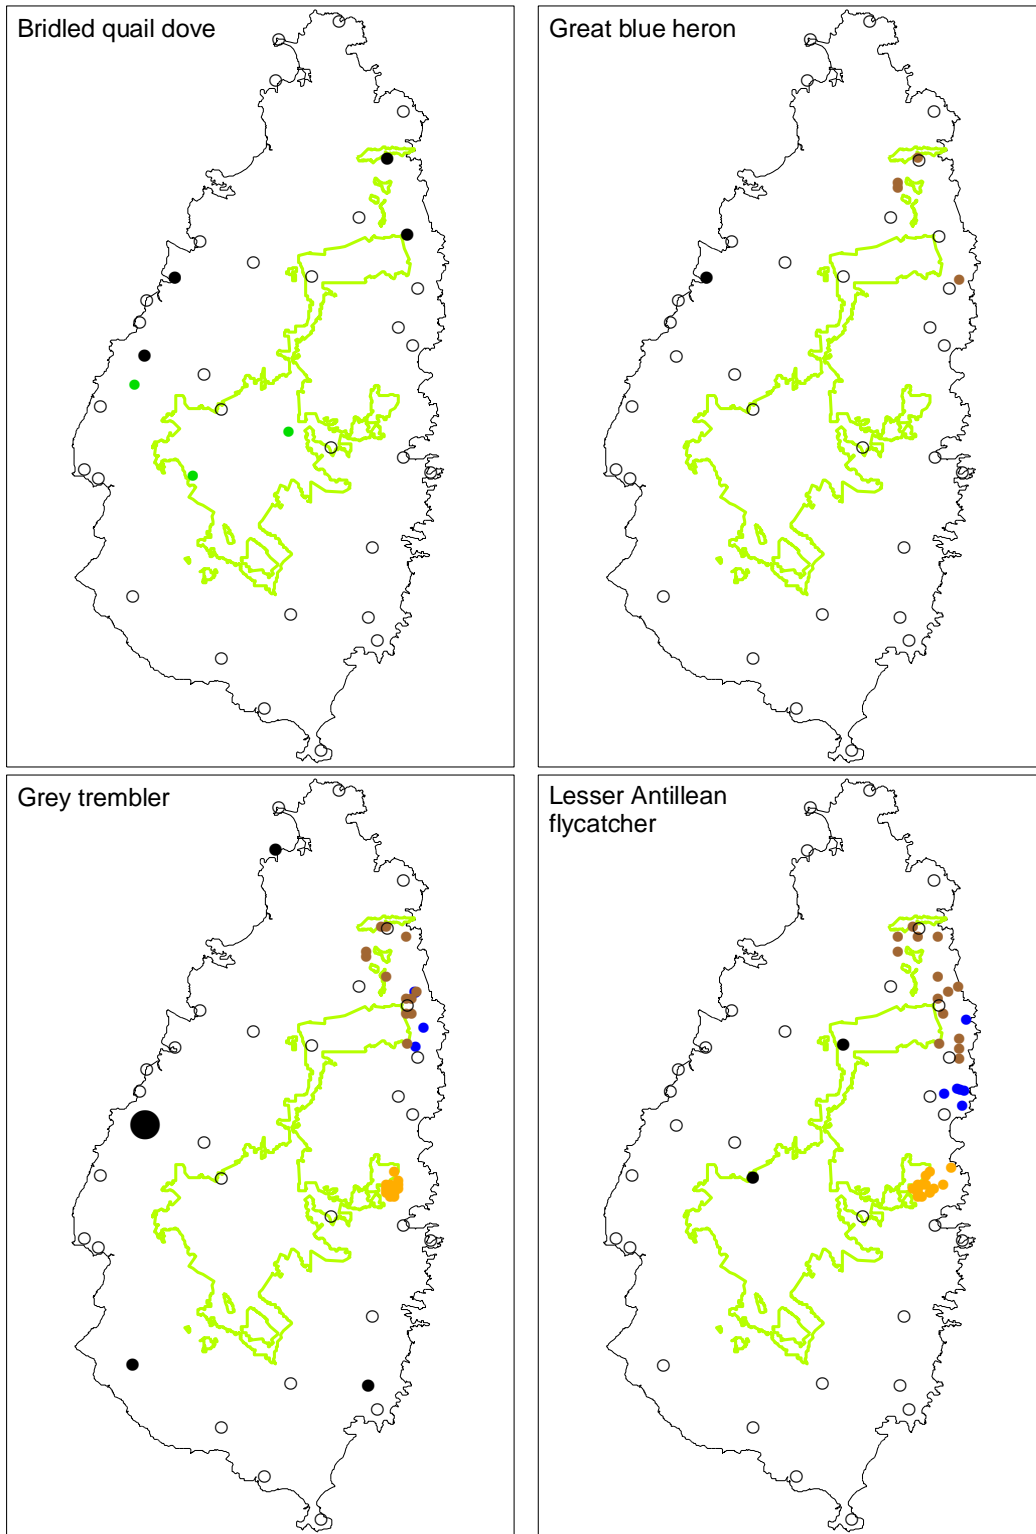 Bridled quail dove
Great blue heron
Grey trembler
Lesser Antillean
flycatcher